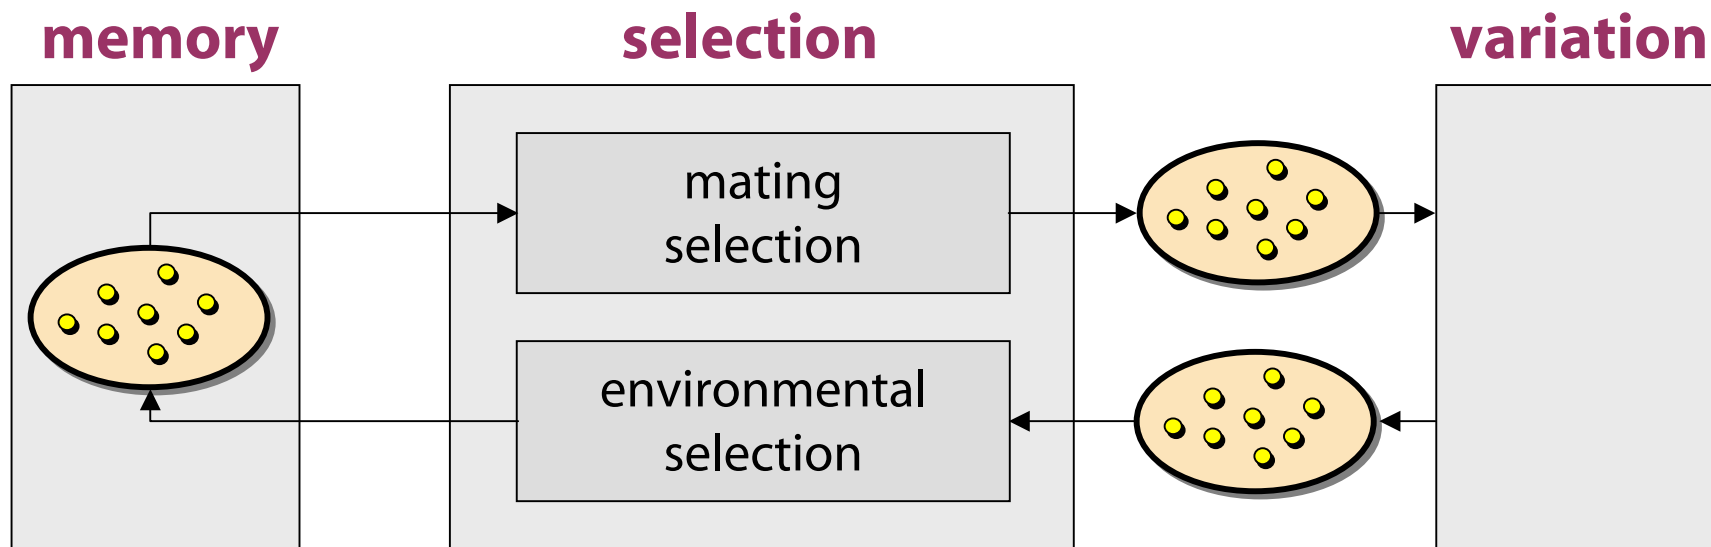 memory
selection
variation
mating
selection
environmental
selection